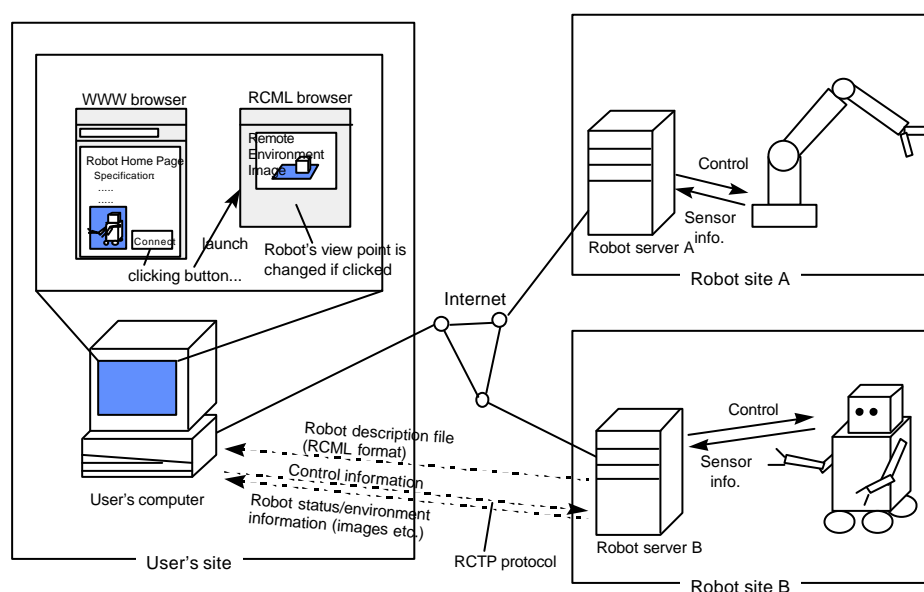 WWW browser
RCML browser
Robot Home Page
Specification:
.....
.....
Connect
Remote
Environment
Image
launch
clicking button...
Robot's view point is
changed if clicked
User's computer
User's site
Internet
Robot description file
(RCML format)
Control information
Robot status/environment
information (images etc.)
RCTP protocol
Control
Sensor
info.
Robot server A
Robot site A
Control
Sensor
info.
Robot server B
Robot site B